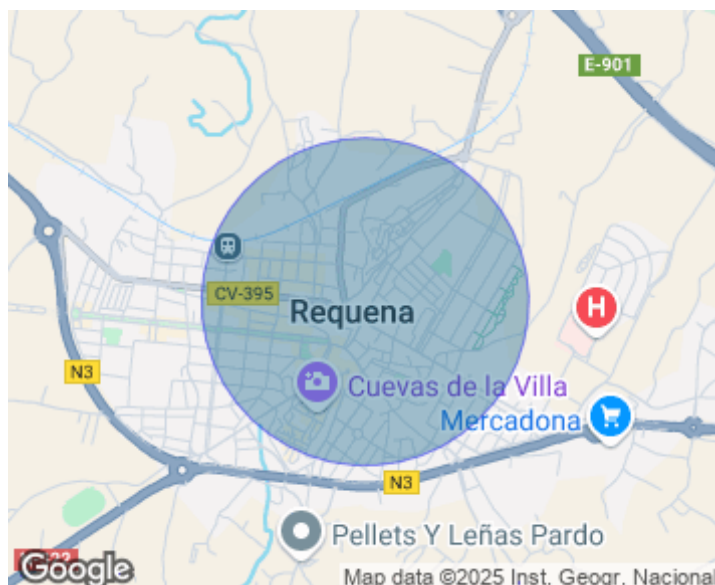 E-901
CV-395
Requena
N3
H
Cuevas de la Villa
Mercadona
N3
Pellets Y Leñas Pardo
Google
Map data ©2025 Inst. Geogr. Nacional